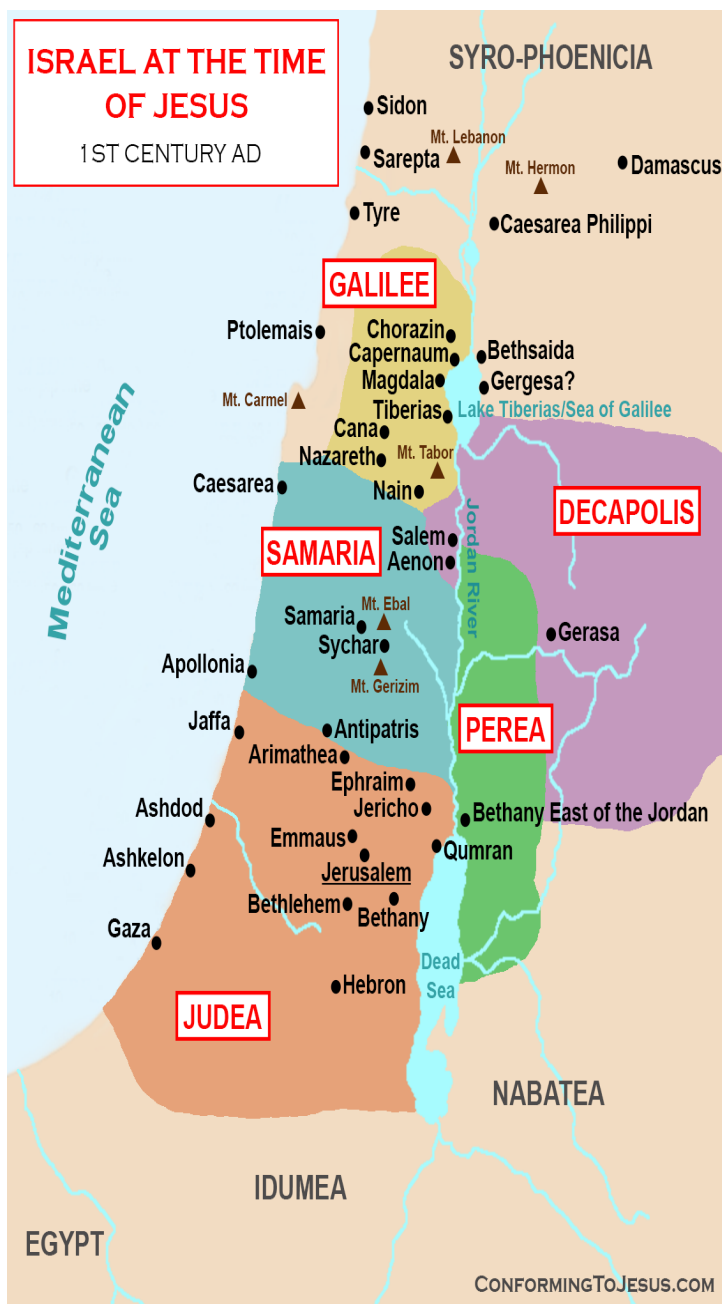 ISRAEL AT THE TIME
OF JESUS
1ST CENTURY AD
SYRO-PHOENICIA
Sidon
Mt. Lebanon
Sarepta
Mt. Hermon
Damascus
Tyre
Caesarea Philippi
GALILEE
Ptolemais
Chorazin
Capernaum
Bethsaida
Magdala
Gergesa?
Mt. Carmel
Tiberias
Lake Tiberias/Sea of Galilee
Cana
Nazareth
Mt. Tabor
Mediterranean
Sea
Caesarea
Nain
DECAPOLIS
Jordan River
Salem
SAMARIA
Aenon
Mt. Ebal
Samaria
Gerasa
Sychar
Apollonia
Mt. Gerizim
Jaffa
Antipatris
PEREA
Arimathea
Ephraim
Jericho
Ashdod
Bethany East of the Jordan
Emmaus
Qumran
Ashkelon
Jerusalem
Bethlehem
Bethany
Gaza
Dead
Sea
Hebron
JUDEA
NABATEA
IDUMEA
EGYPT
CONFORMINGTOJESUS.COM